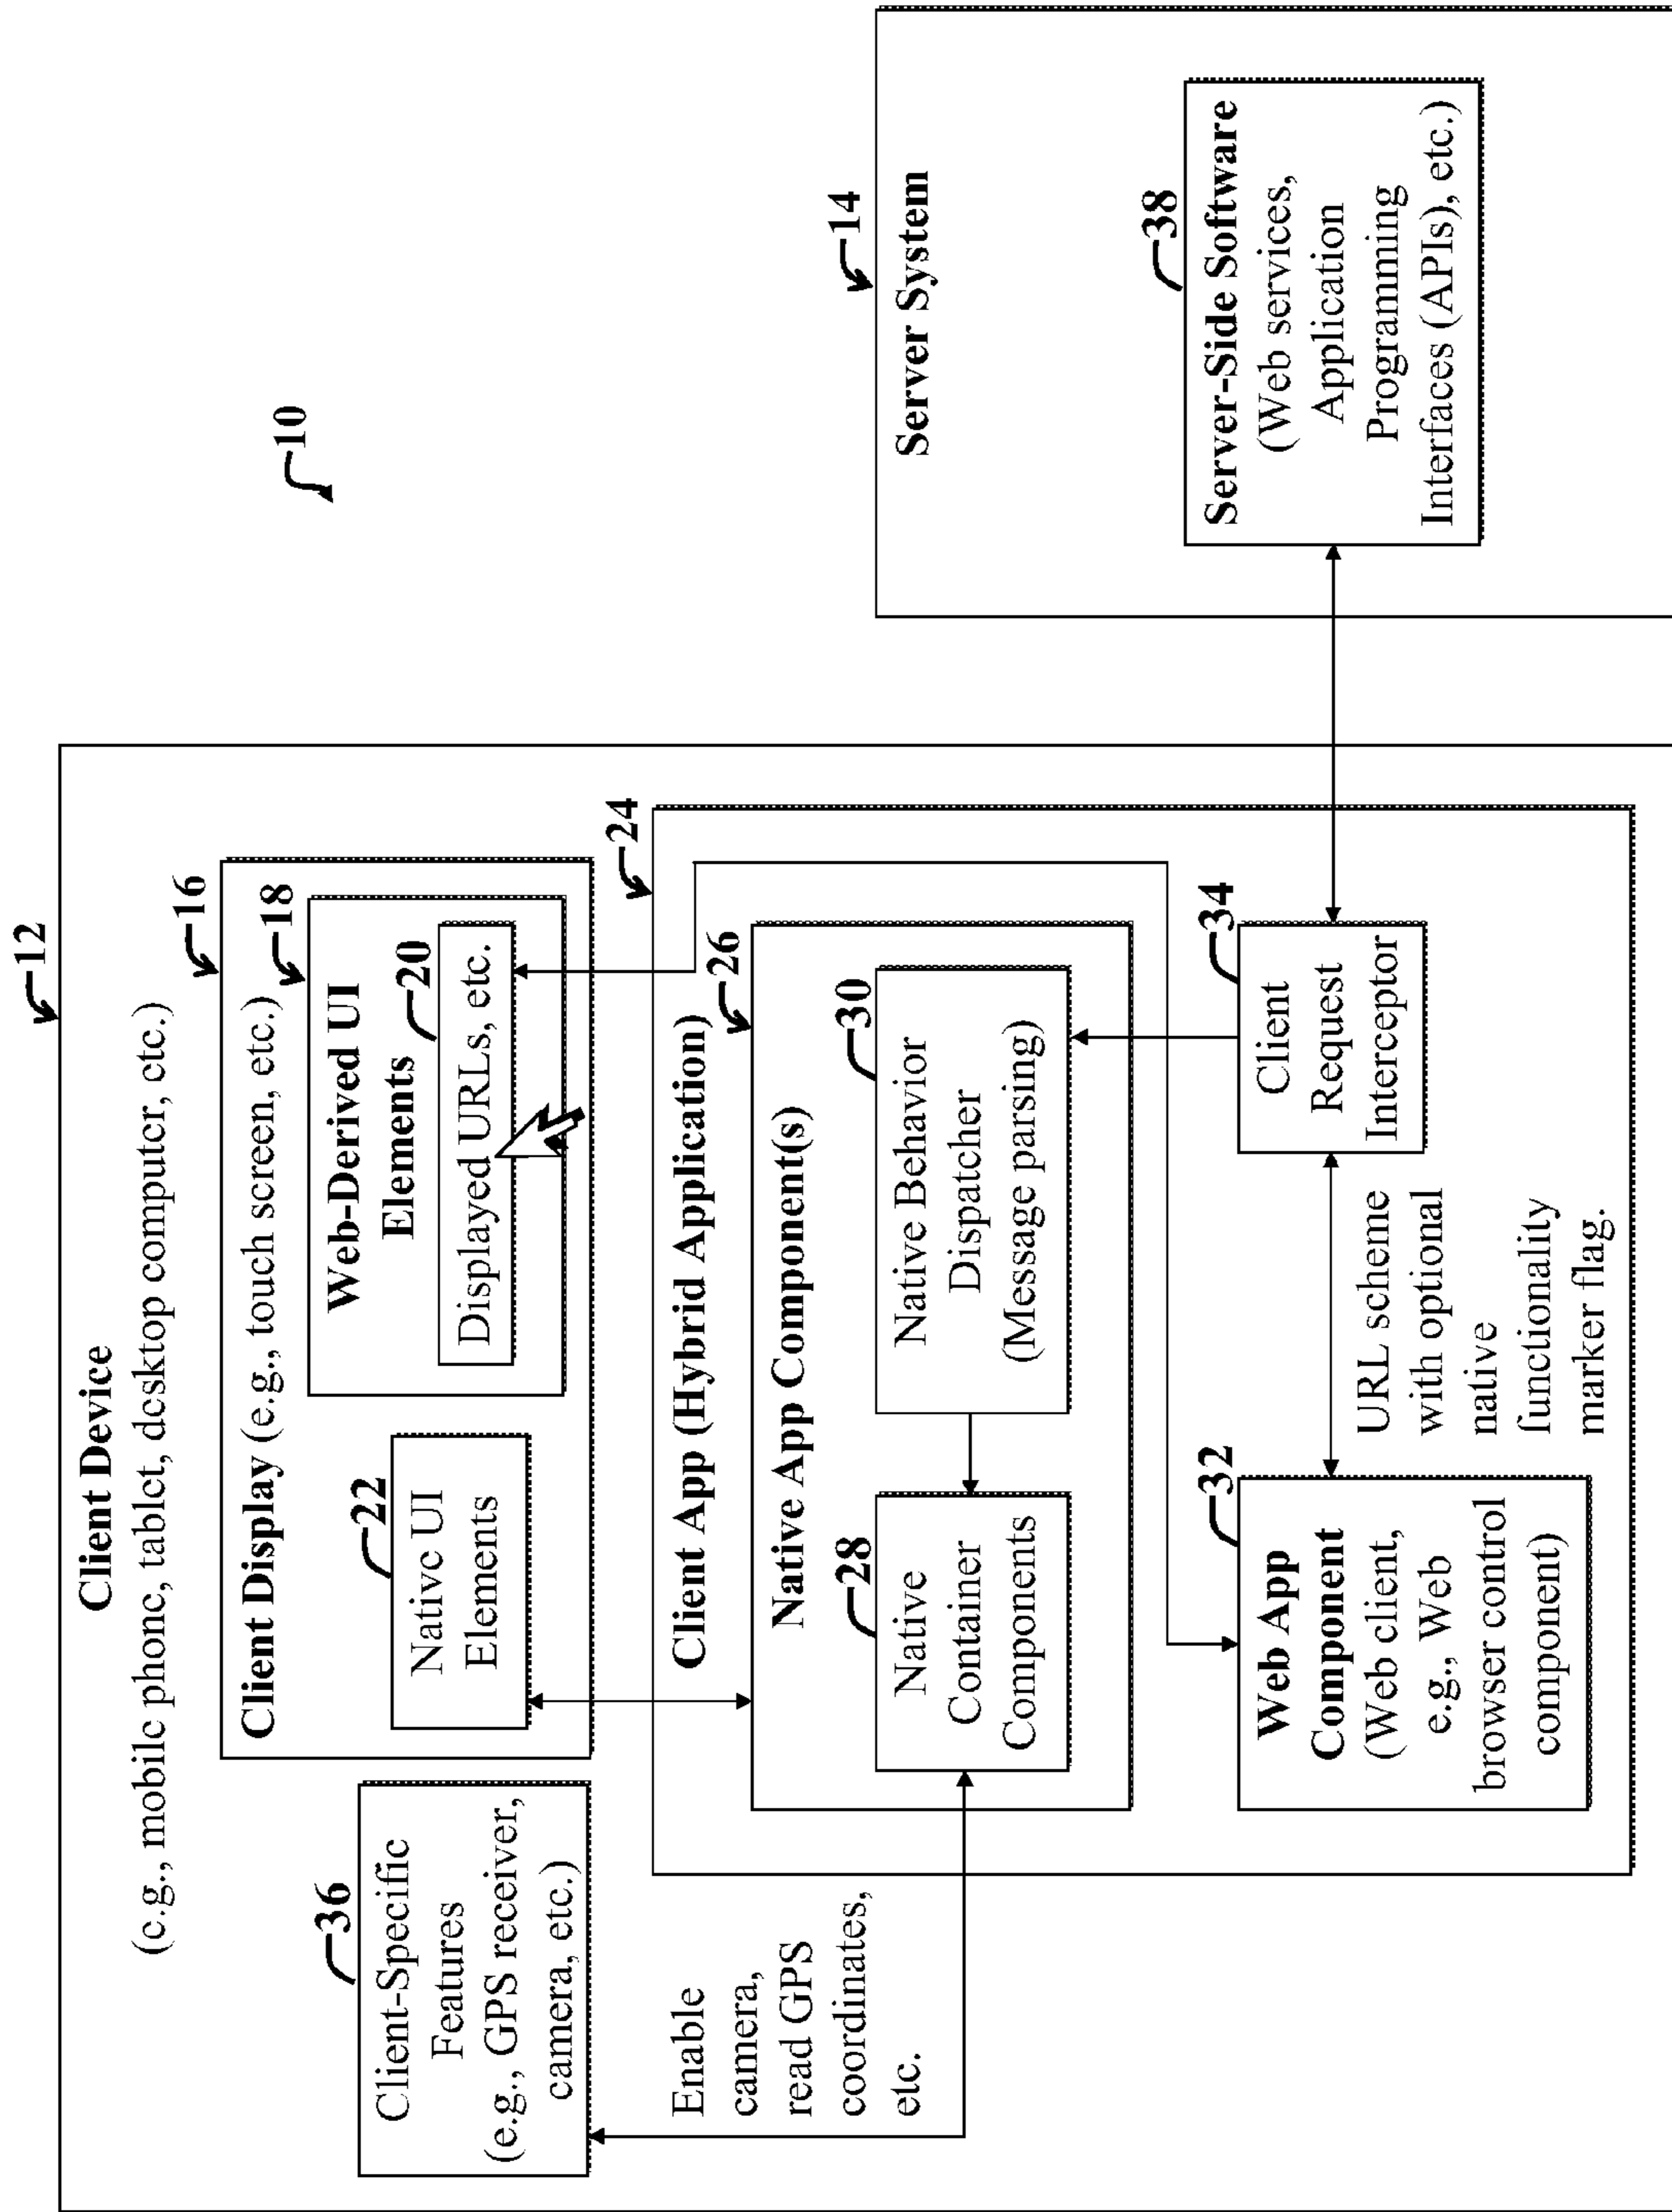 10
12
Client Device
(e.g., mobile phone, tablet, desktop computer, etc.)
16
Client Display (e.g., touch screen, etc.)
18
Web-Derived UI
Elements
20
Displayed URLs, etc.
22
Native UI
Elements
36
Client-Specific
Features
(e.g., GPS receiver,
camera, etc.)
Enable
camera,
read GPS
coordinates,
etc.
24
Client App (Hybrid Application)
26
Native App Component(s)
28
Native
Container
Components
30
Native Behavior
Dispatcher
(Message parsing)
32
Web App
Component
(Web client,
e.g., Web
browser control
component)
URL scheme
with optional
native
functionality
marker flag.
34
Client
Request
Interceptor
14
Server System
38
Server-Side Software
(Web services,
Application
Programming
Interfaces (APIs), etc.)